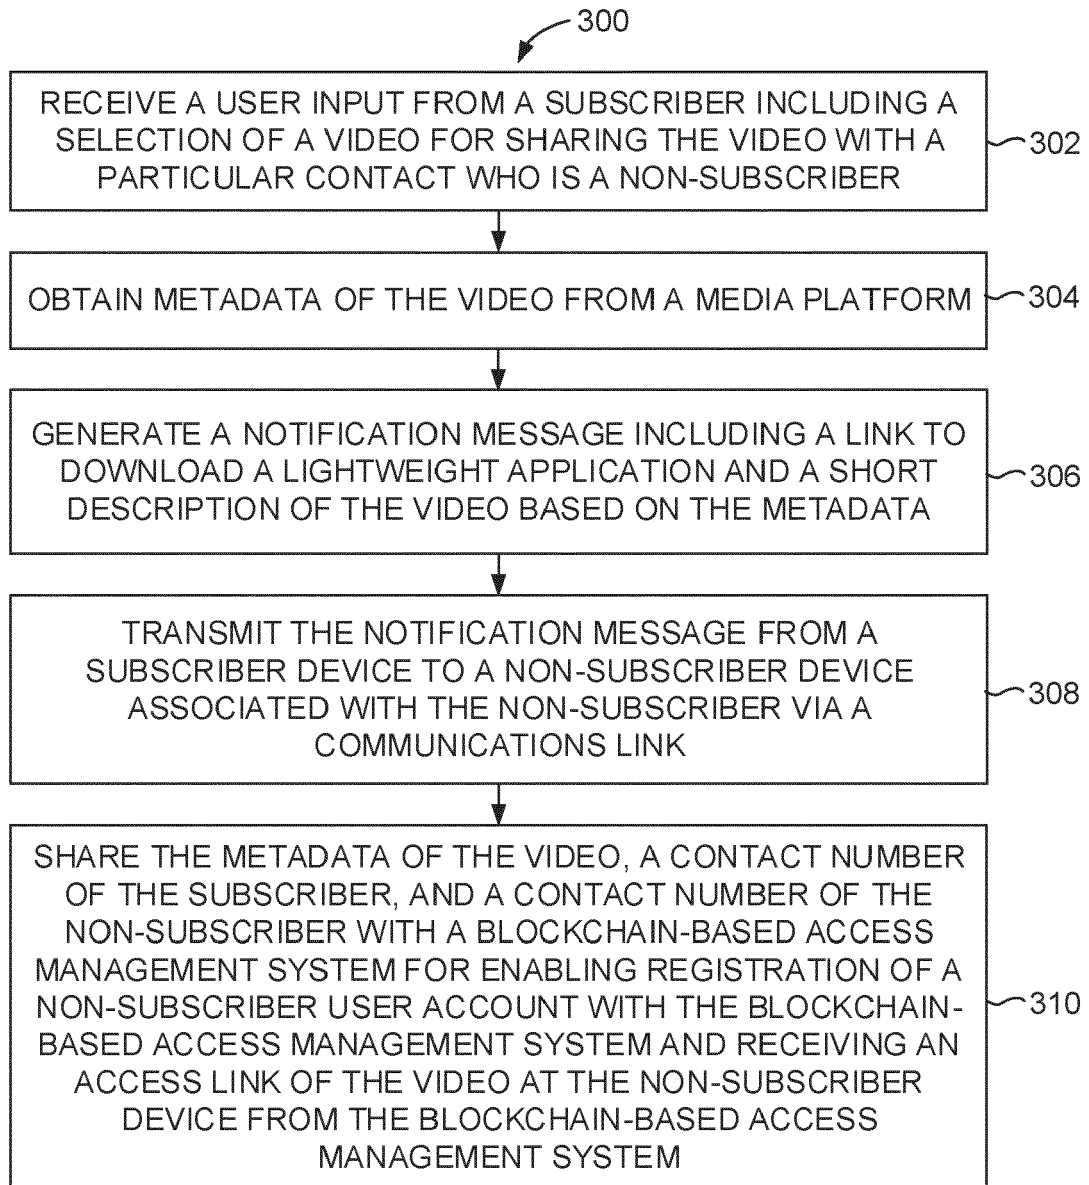 300
RECEIVE A USER INPUT FROM A SUBSCRIBER INCLUDING A
SELECTION OF A VIDEO FOR SHARING THE VIDEO WITH A
PARTICULAR CONTACT WHO IS A NON-SUBSCRIBER
302
OBTAIN METADATA OF THE VIDEO FROM A MEDIA PLATFORM
304
GENERATE A NOTIFICATION MESSAGE INCLUDING A LINK TO
DOWNLOAD A LIGHTWEIGHT APPLICATION AND A SHORT
DESCRIPTION OF THE VIDEO BASED ON THE METADATA
306
TRANSMIT THE NOTIFICATION MESSAGE FROM A
SUBSCRIBER DEVICE TO A NON-SUBSCRIBER DEVICE
ASSOCIATED WITH THE NON-SUBSCRIBER VIA A
COMMUNICATIONS LINK
308
SHARE THE METADATA OF THE VIDEO, A CONTACT NUMBER
OF THE SUBSCRIBER, AND A CONTACT NUMBER OF THE
NON-SUBSCRIBER WITH A BLOCKCHAIN-BASED ACCESS
MANAGEMENT SYSTEM FOR ENABLING REGISTRATION OF A
NON-SUBSCRIBER USER ACCOUNT WITH THE BLOCKCHAIN-
BASED ACCESS MANAGEMENT SYSTEM AND RECEIVING AN
ACCESS LINK OF THE VIDEO AT THE NON-SUBSCRIBER
DEVICE FROM THE BLOCKCHAIN-BASED ACCESS
MANAGEMENT SYSTEM
310